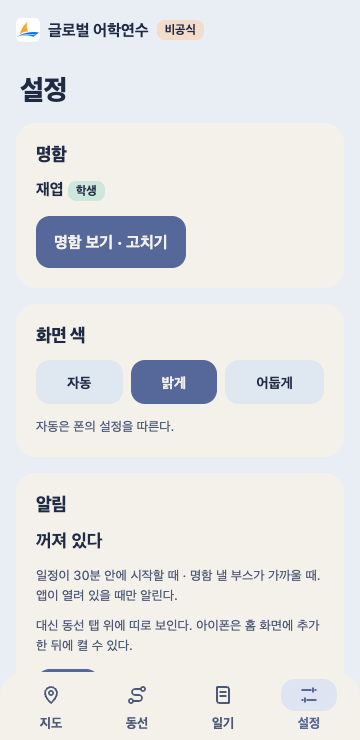 글로벌 어학연수 비공식
설정
명함
재엽 학생
명함 보기 · 고치기
화면 색
자동 밝게 어둡게
자동은 폰의 설정을 따른다.
알림
꺼져 있다
일정이 30분 안에 시작할 때 · 명함 낼 부스가 가까울 때.
앱이 열려 있을 때만 알린다.
대신 동선 탭 위에 띠로 보인다. 아이폰은 홈 화면에 추가
한 뒤에 켤 수 있다.
지도 동선 일기 설정